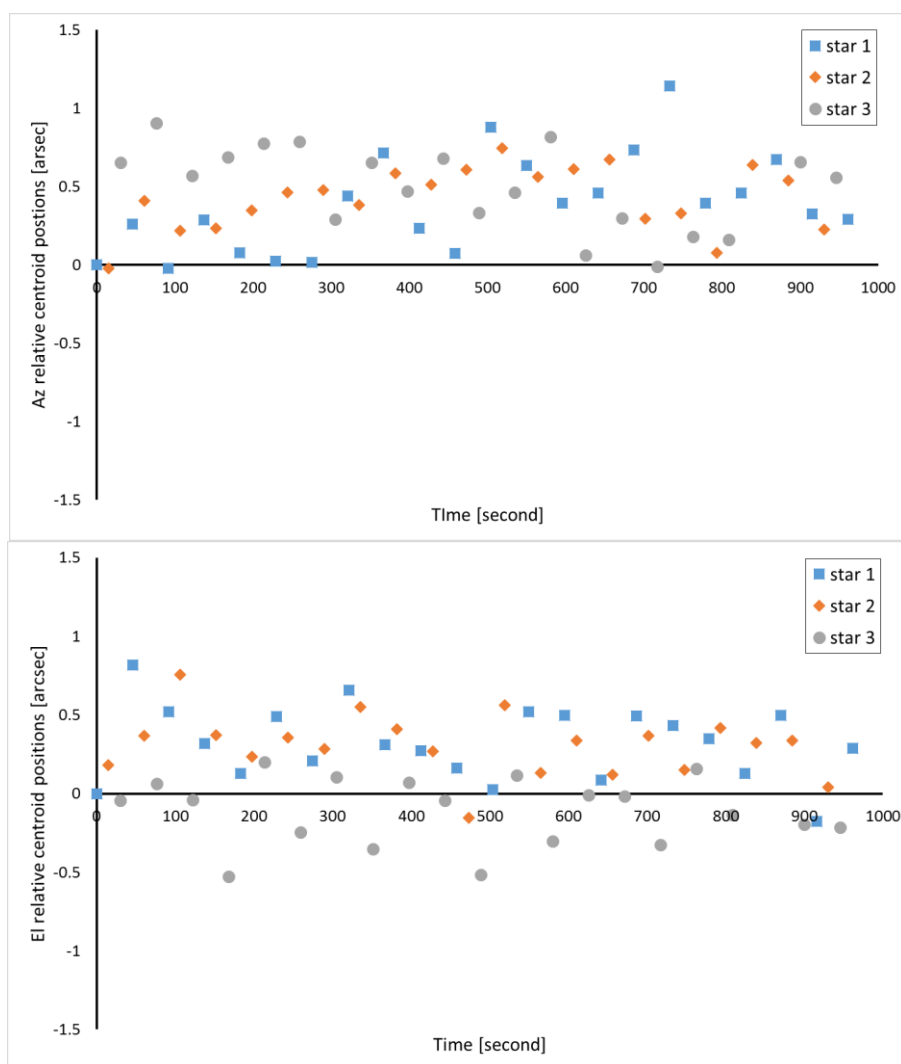 1.5
1
0.5
0
-0.5
-1
-1.5
0 100 200 300 400 500 600 700 800 900 1000
Az relative centroid postions [arsec]
TIme [second]
star 1
star 2
star 3
1.5
1
0.5
0
-0.5
-1
-1.5
0 100 200 300 400 500 600 700 800 900 1000
El relative centroid positions [arcsec]
Time [second]
star 1
star 2
star 3